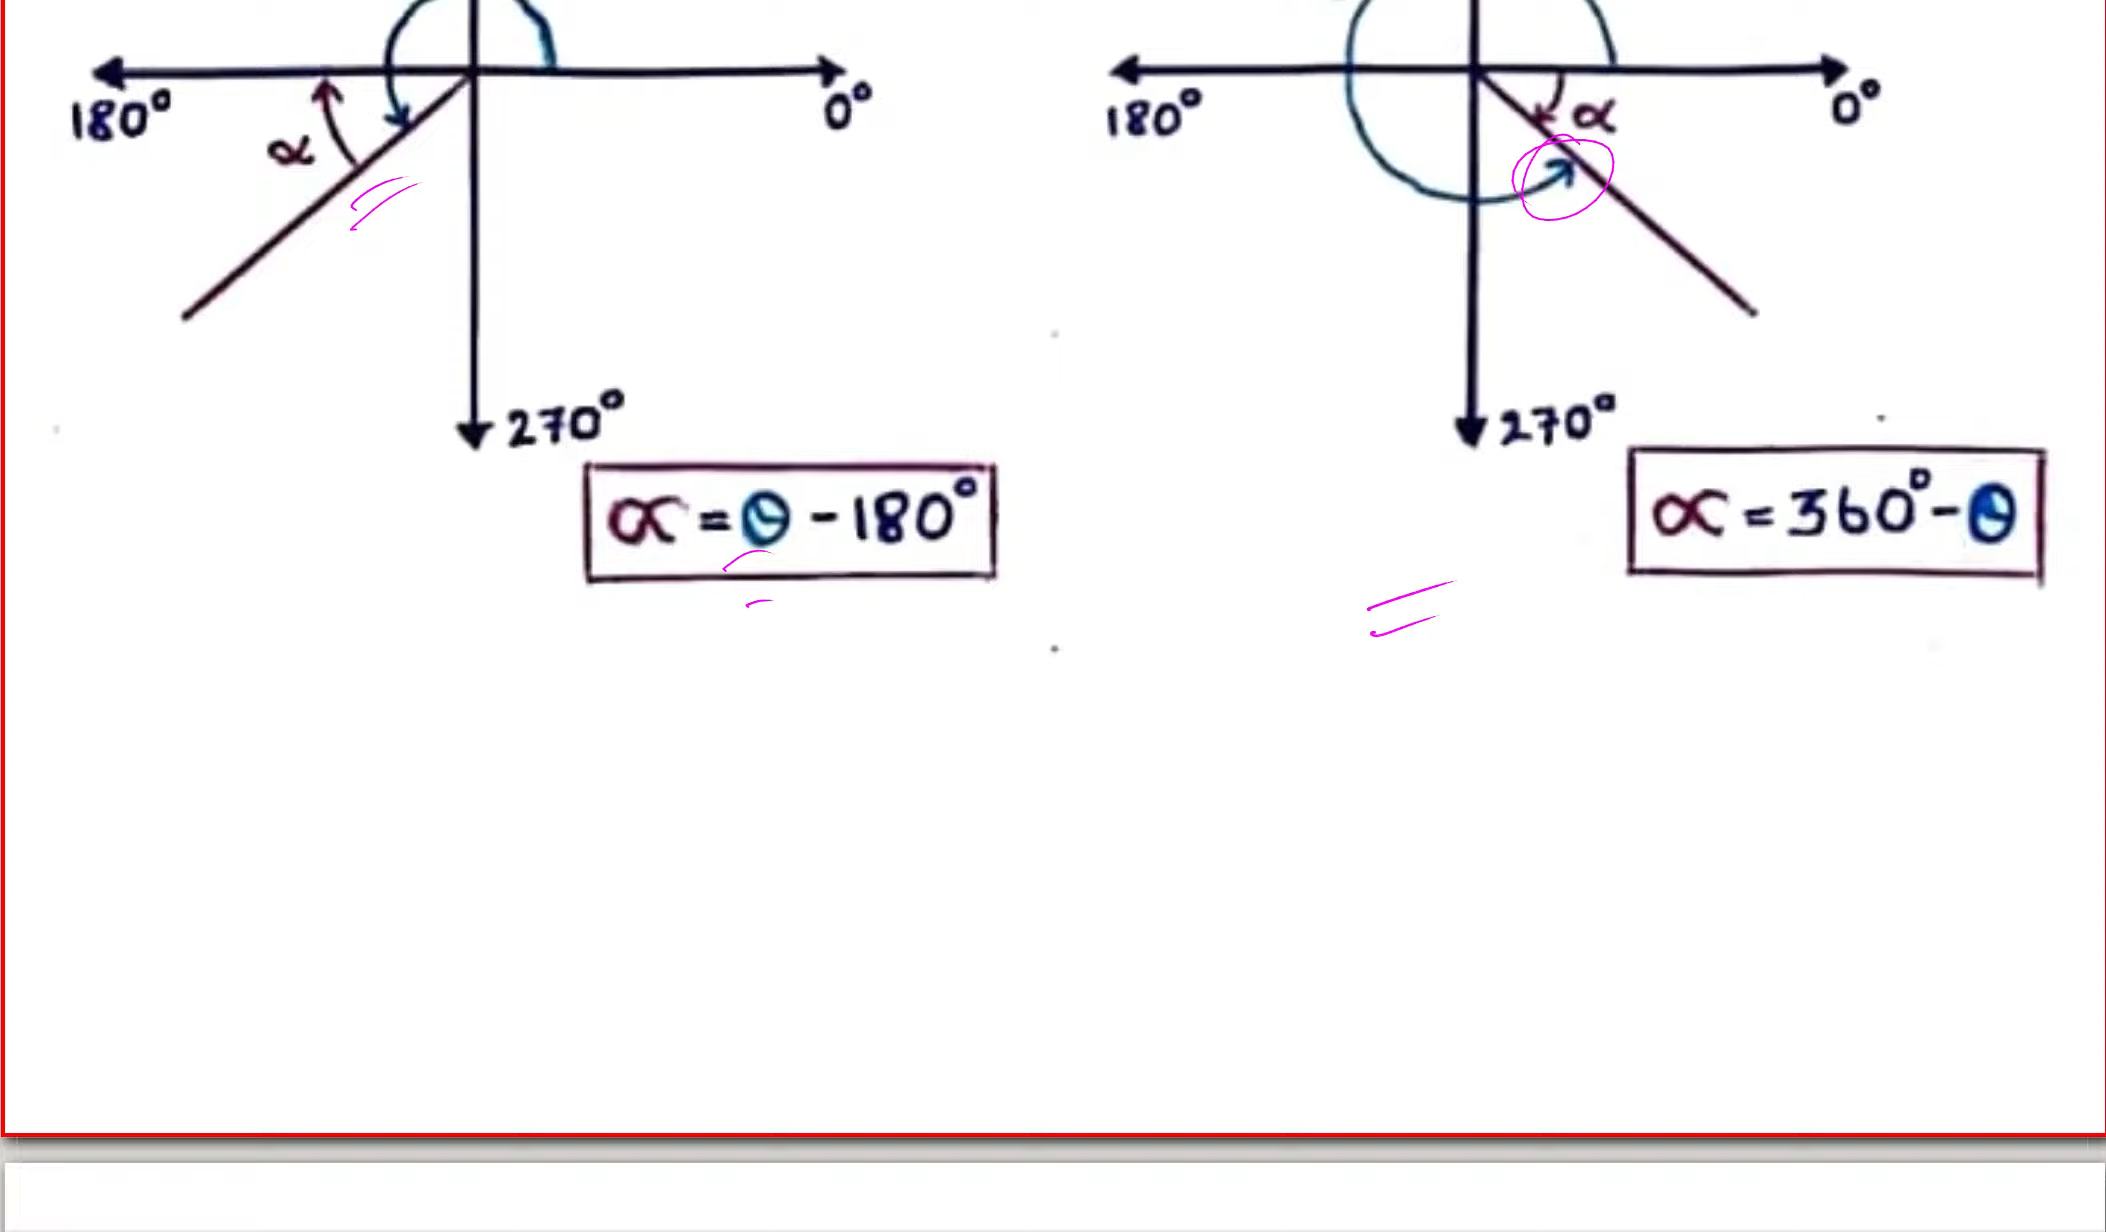 180° 0° 180° 0°
α α
270° 270°
α = θ - 180° α = 360° - θ